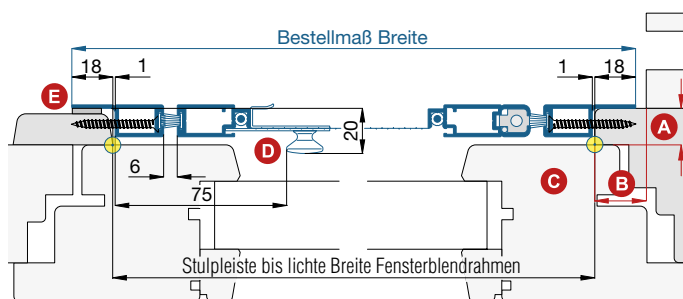 Bestellmaß Breite
18 1 1 18
E
A
20
D
6
C
B
75
Stulpleiste bis lichte Breite Fensterblendrahmen